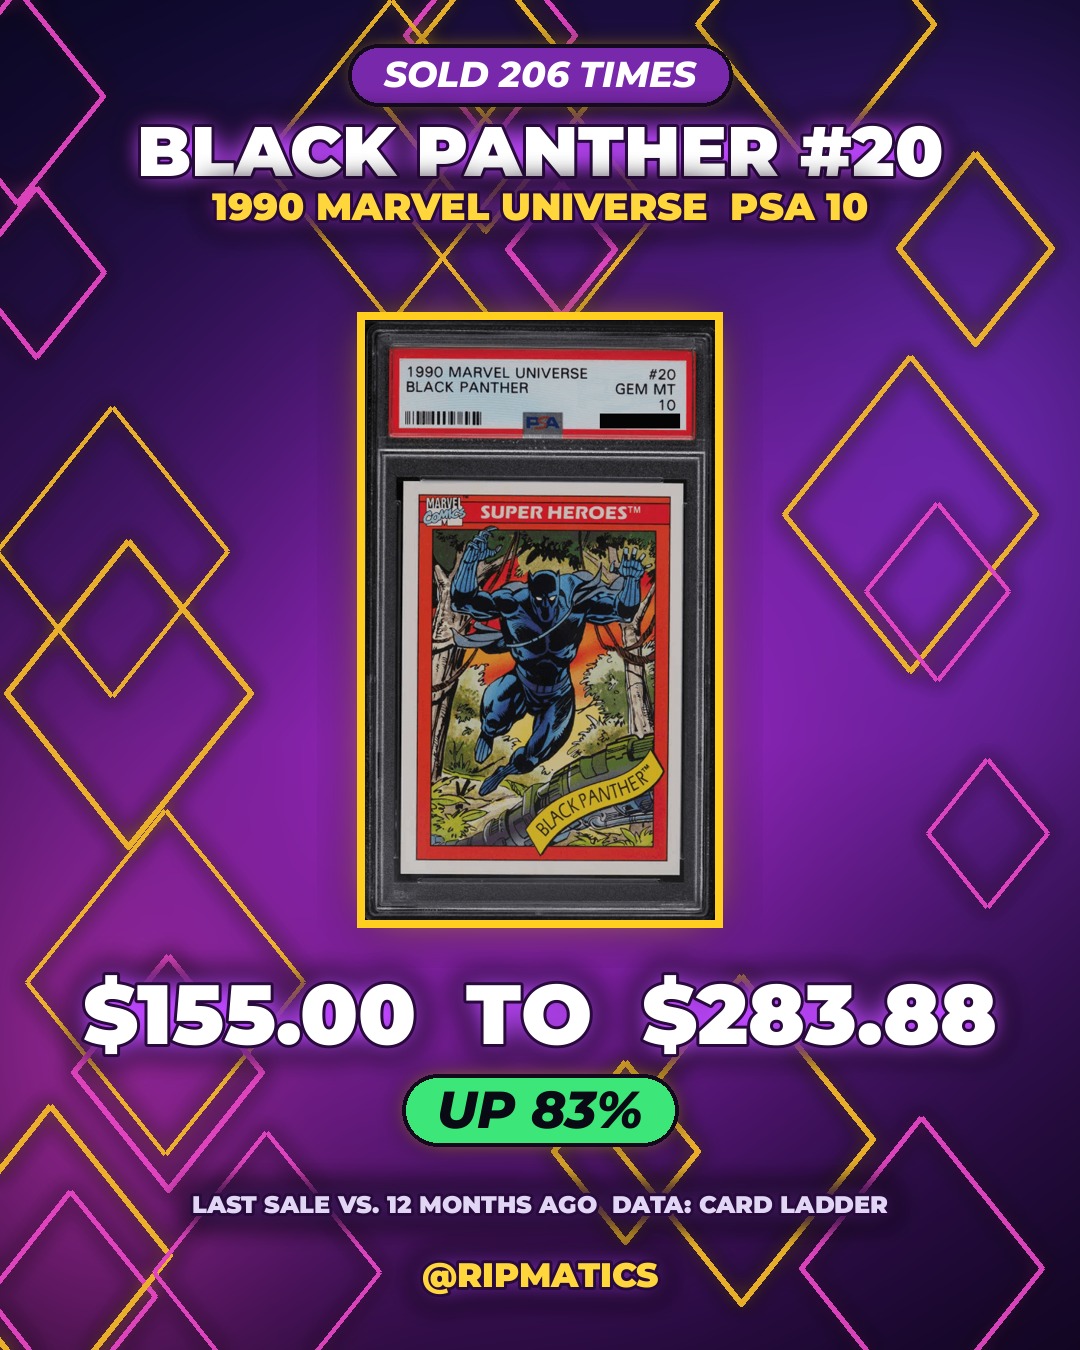 SOLD 206 TIMES
BLACK PANTHER #20
1990 MARVEL UNIVERSE PSA 10
1990 MARVEL UNIVERSE #20
BLACK PANTHER GEM MT
10
PSA
MARVEL COMICS
SUPER HEROES™
BLACK PANTHER™
$155.00 TO $283.88
UP 83%
LAST SALE VS. 12 MONTHS AGO DATA: CARD LADDER
@RIPMATICS